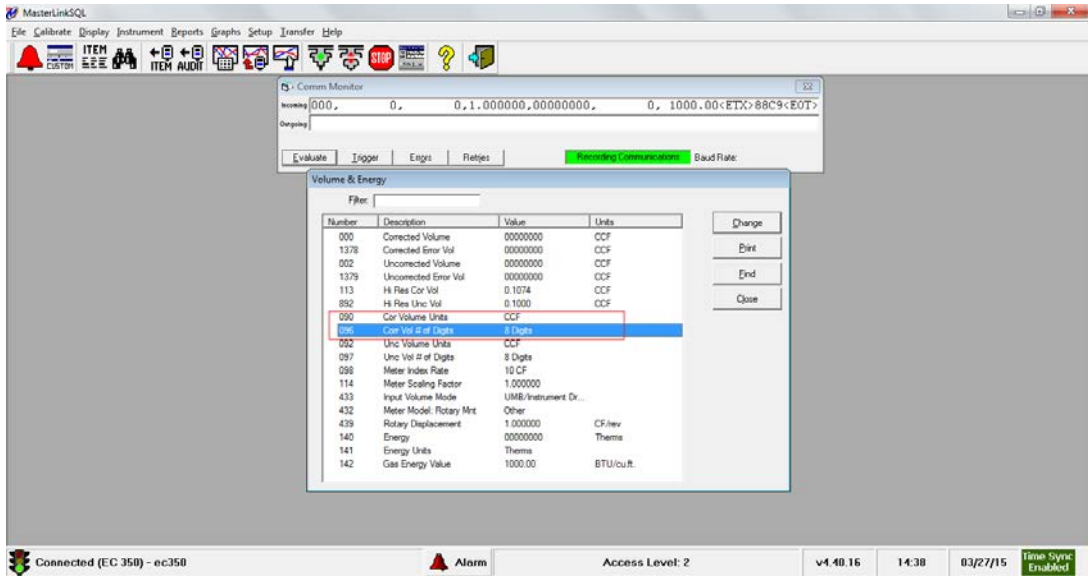 MasterLinkSQL
File Calibrate Display Instrument Reports Graphs Setup Transfer Help
CUSTOM ITEM ITEM AUDIT STOP
Comm Monitor
Incoming 000, 0, 0,1.000000,00000000, 0, 1000.00<ETX>88C9<EOT>
Outgoing
Evaluate Trigger Errors Retries Recording Communications Baud Rate:
Volume & Energy
Filter:
Number Description Value Units
000 Corrected Volume 00000000 CCF
1378 Corrected Error Vol 00000000 CCF
002 Uncorrected Volume 00000000 CCF
1379 Uncorrected Error Vol 00000000 CCF
113 Hi Res Cor Vol 0.1074 CCF
892 Hi Res Unc Vol 0.1000 CCF
090 Cor Volume Units CCF
096 Corr Vol # of Digits 8 Digits
092 Unc Volume Units CCF
097 Unc Vol # of Digits 8 Digits
098 Meter Index Rate 10 CF
114 Meter Scaling Factor 1.000000
433 Input Volume Mode UMB/Instrument Dr...
432 Meter Model: Rotary Mnt Other
439 Rotary Displacement 1.000000 CF/rev
140 Energy 00000000 Therms
141 Energy Units Therms
142 Gas Energy Value 1000.00 BTU/cu.ft.
Change
Print
Find
Close
Connected (EC 350) - ec350 Alarm Access Level: 2 v4.40.16 14:38 03/27/15 Time Sync Enabled